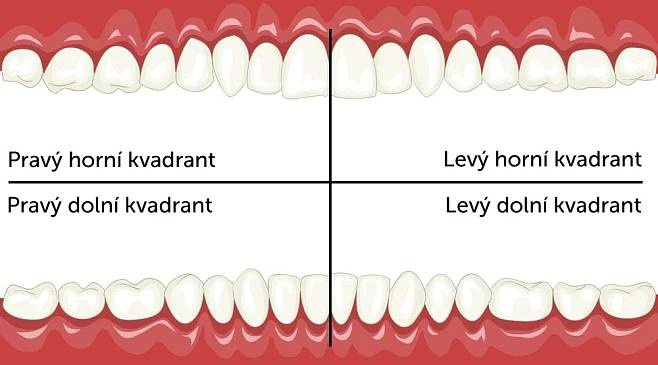 Pravý horní kvadrant
Levý horní kvadrant
Pravý dolní kvadrant
Levý dolní kvadrant